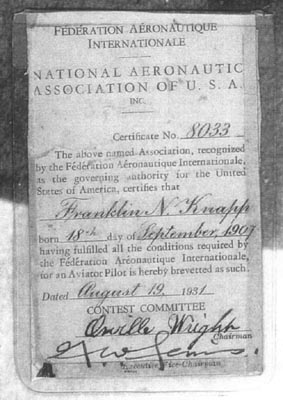 FÉDÉRATION AÉRONAUTIQUE
INTERNATIONALE
NATIONAL AERONAUTIC
ASSOCIATION OF U. S. A.
INC.
Certificate No. 8033
The above named Association, recognized
by the Fédération Aéronautique Internationale,
as the governing authority for the United
States of America, certifies that
Franklin N. Knapp
born 18th day of September, 1907
having fulfilled all the conditions required by
the Fédération Aéronautique Internationale,
for an Aviator Pilot is hereby brevetted as such.
Dated August 19, 1931
CONTEST COMMITTEE
Orville Wright
Chairman
Executive Vice-Chairman